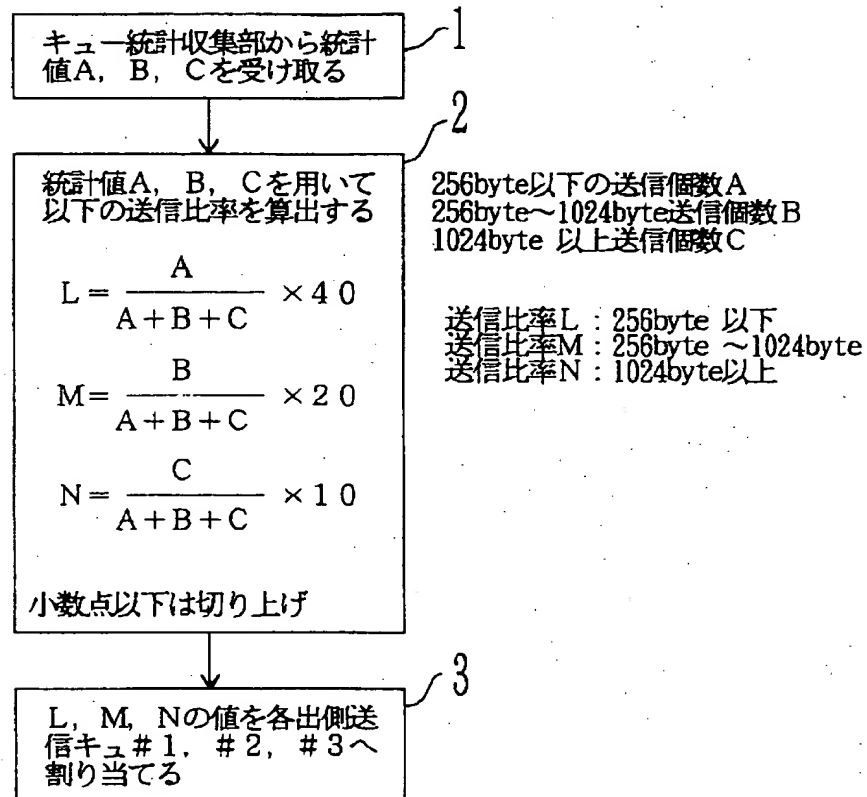 1
キュー統計収集部から統計
値A，B，Cを受け取る
2
統計値A，B，Cを用いて
以下の送信比率を算出する
L＝ A / A＋B＋C ×40
M＝ B / A＋B＋C ×20
N＝ C / A＋B＋C ×10
小数点以下は切り上げ
256byte以下の送信個数A
256byte～1024byte送信個数B
1024byte 以上送信個数C
送信比率L：256byte 以下
送信比率M：256byte ～1024byte
送信比率N：1024byte以上
3
L，M，Nの値を各出側送
信キュ＃1．＃2，＃3へ
割り当てる